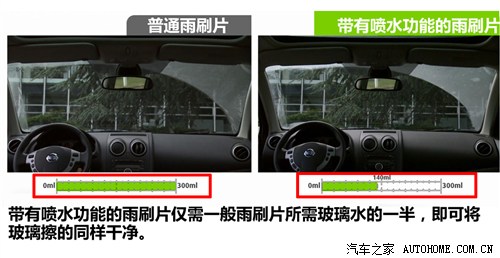 普通雨刷片
带有喷水功能的雨刷片
0ml 300ml
140ml
0ml 300ml
带有喷水功能的雨刷片仅需一般雨刷片所需玻璃水的一半，即可将
玻璃擦的同样干净。
汽车之家 AUTOHOME.COM.CN